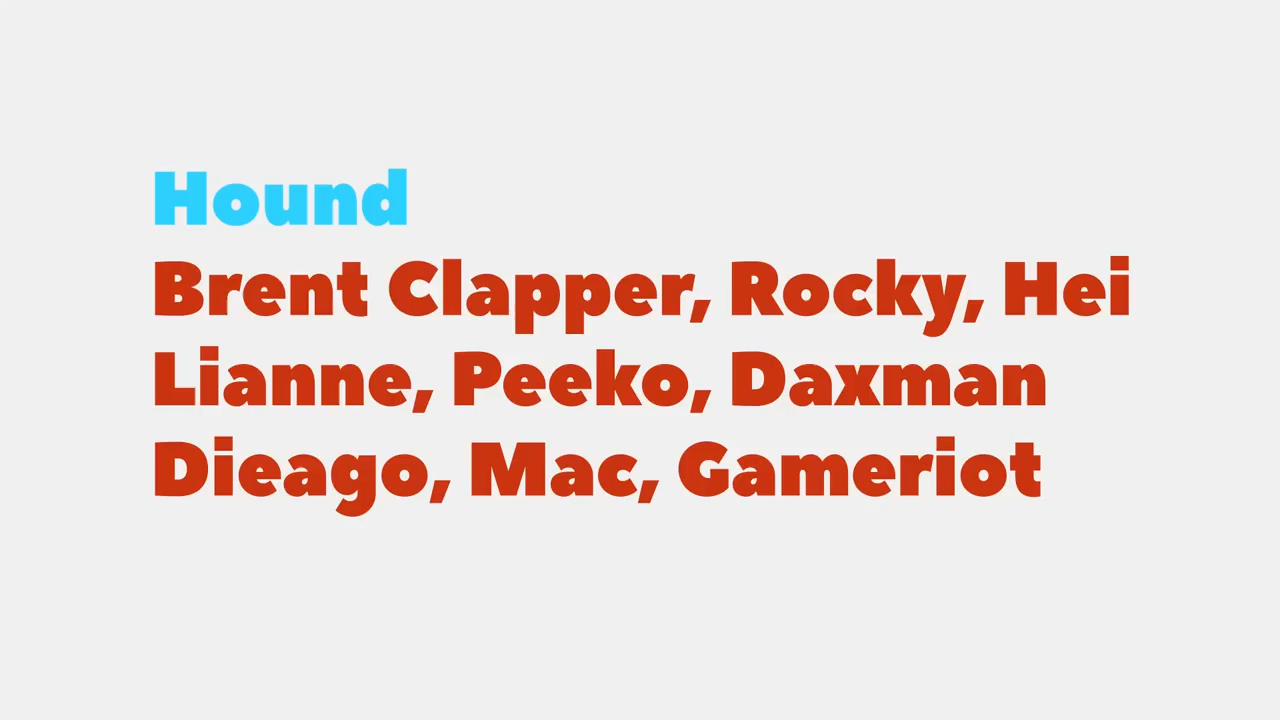 Hound
Brent Clapper, Rocky, Hei
Lianne, Peeko, Daxman
Dieago, Mac, Gameriot